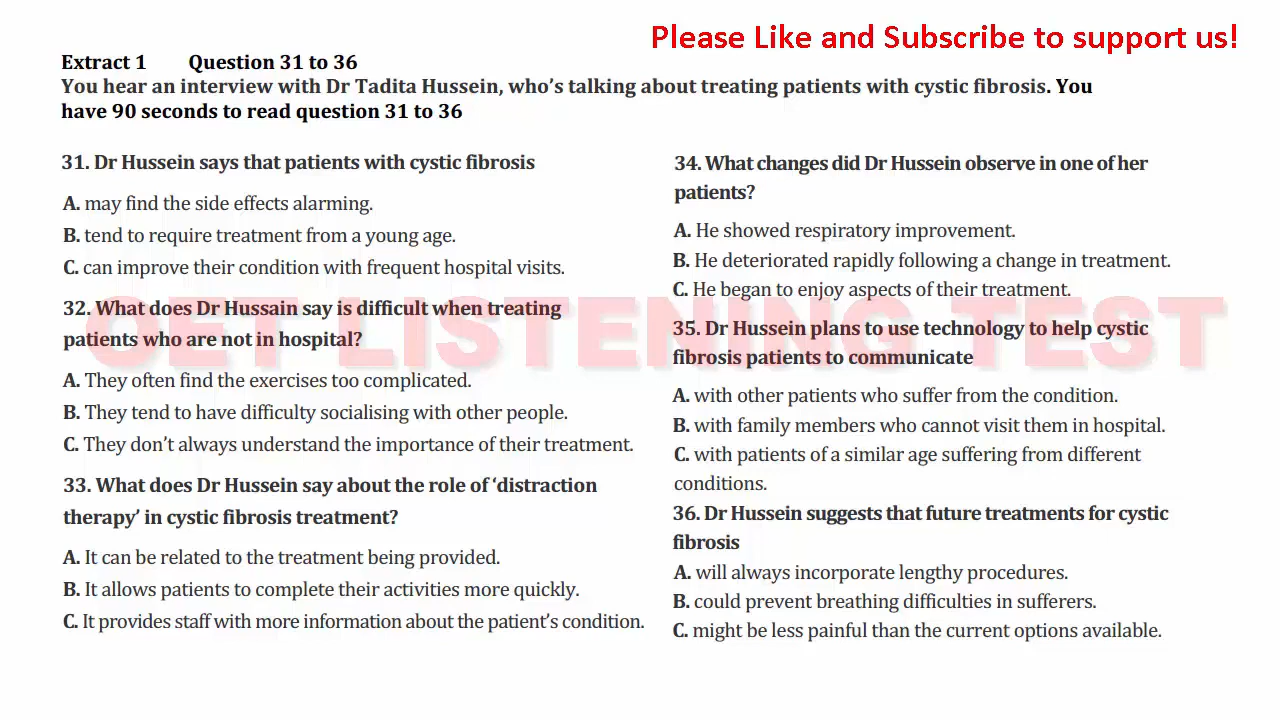 Please Like and Subscribe to support us!
Extract 1 Question 31 to 36
You hear an interview with Dr Tadita Hussein, who's talking about treating patients with cystic fibrosis. You
have 90 seconds to read question 31 to 36
31. Dr Hussein says that patients with cystic fibrosis
A. may find the side effects alarming.
B. tend to require treatment from a young age.
C. can improve their condition with frequent hospital visits.
32. What does Dr Hussain say is difficult when treating
patients who are not in hospital?
A. They often find the exercises too complicated.
B. They tend to have difficulty socialising with other people.
C. They don't always understand the importance of their treatment.
33. What does Dr Hussein say about the role of 'distraction
therapy' in cystic fibrosis treatment?
A. It can be related to the treatment being provided.
B. It allows patients to complete their activities more quickly.
C. It provides staff with more information about the patient's condition.
34. What changes did Dr Hussein observe in one of her
patients?
A. He showed respiratory improvement.
B. He deteriorated rapidly following a change in treatment.
C. He began to enjoy aspects of their treatment.
35. Dr Hussein plans to use technology to help cystic
fibrosis patients to communicate
A. with other patients who suffer from the condition.
B. with family members who cannot visit them in hospital.
C. with patients of a similar age suffering from different
conditions.
36. Dr Hussein suggests that future treatments for cystic
fibrosis
A. will always incorporate lengthy procedures.
B. could prevent breathing difficulties in sufferers.
C. might be less painful than the current options available.
OET LISTENING TEST